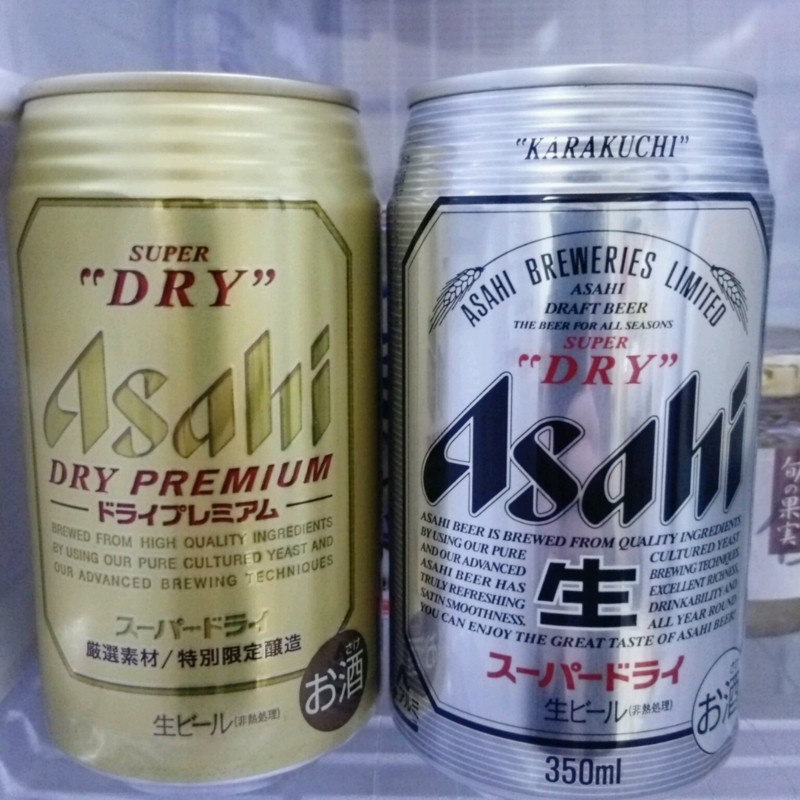 SUPER
"DRY"
Asahi
DRY PREMIUM
ドライプレミアム
BREWED FROM HIGH QUALITY INGREDIENTS
BY USING OUR PURE CULTURED YEAST AND
OUR ADVANCED BREWING TECHNIQUES
スーパードライ
厳選素材/特別限定醸造
さけ
お酒
生ビール(非熱処理)
"KARAKUCHI"
ASAHI BREWERIES LIMITED
ASAHI
DRAFT BEER
THE BEER FOR ALL SEASONS
SUPER
"DRY"
Asahi
ASAHI BEER IS BREWED FROM QUALITY INGREDIENTS
BY USING OUR PURE CULTURED YEAST
AND OUR ADVANCED BREWING TECHNIQUES.
ASAHI BEER HAS EXCELLENT RICHNESS,
TRULY REFRESHING DRINKABILITY AND
SATIN SMOOTHNESS. ALL YEAR ROUND
YOU CAN ENJOY THE GREAT TASTE OF ASAHI BEER
生
スーパードライ
生ビール(非熱処理)
さけ
お酒
350ml
アルミ
旬の果実